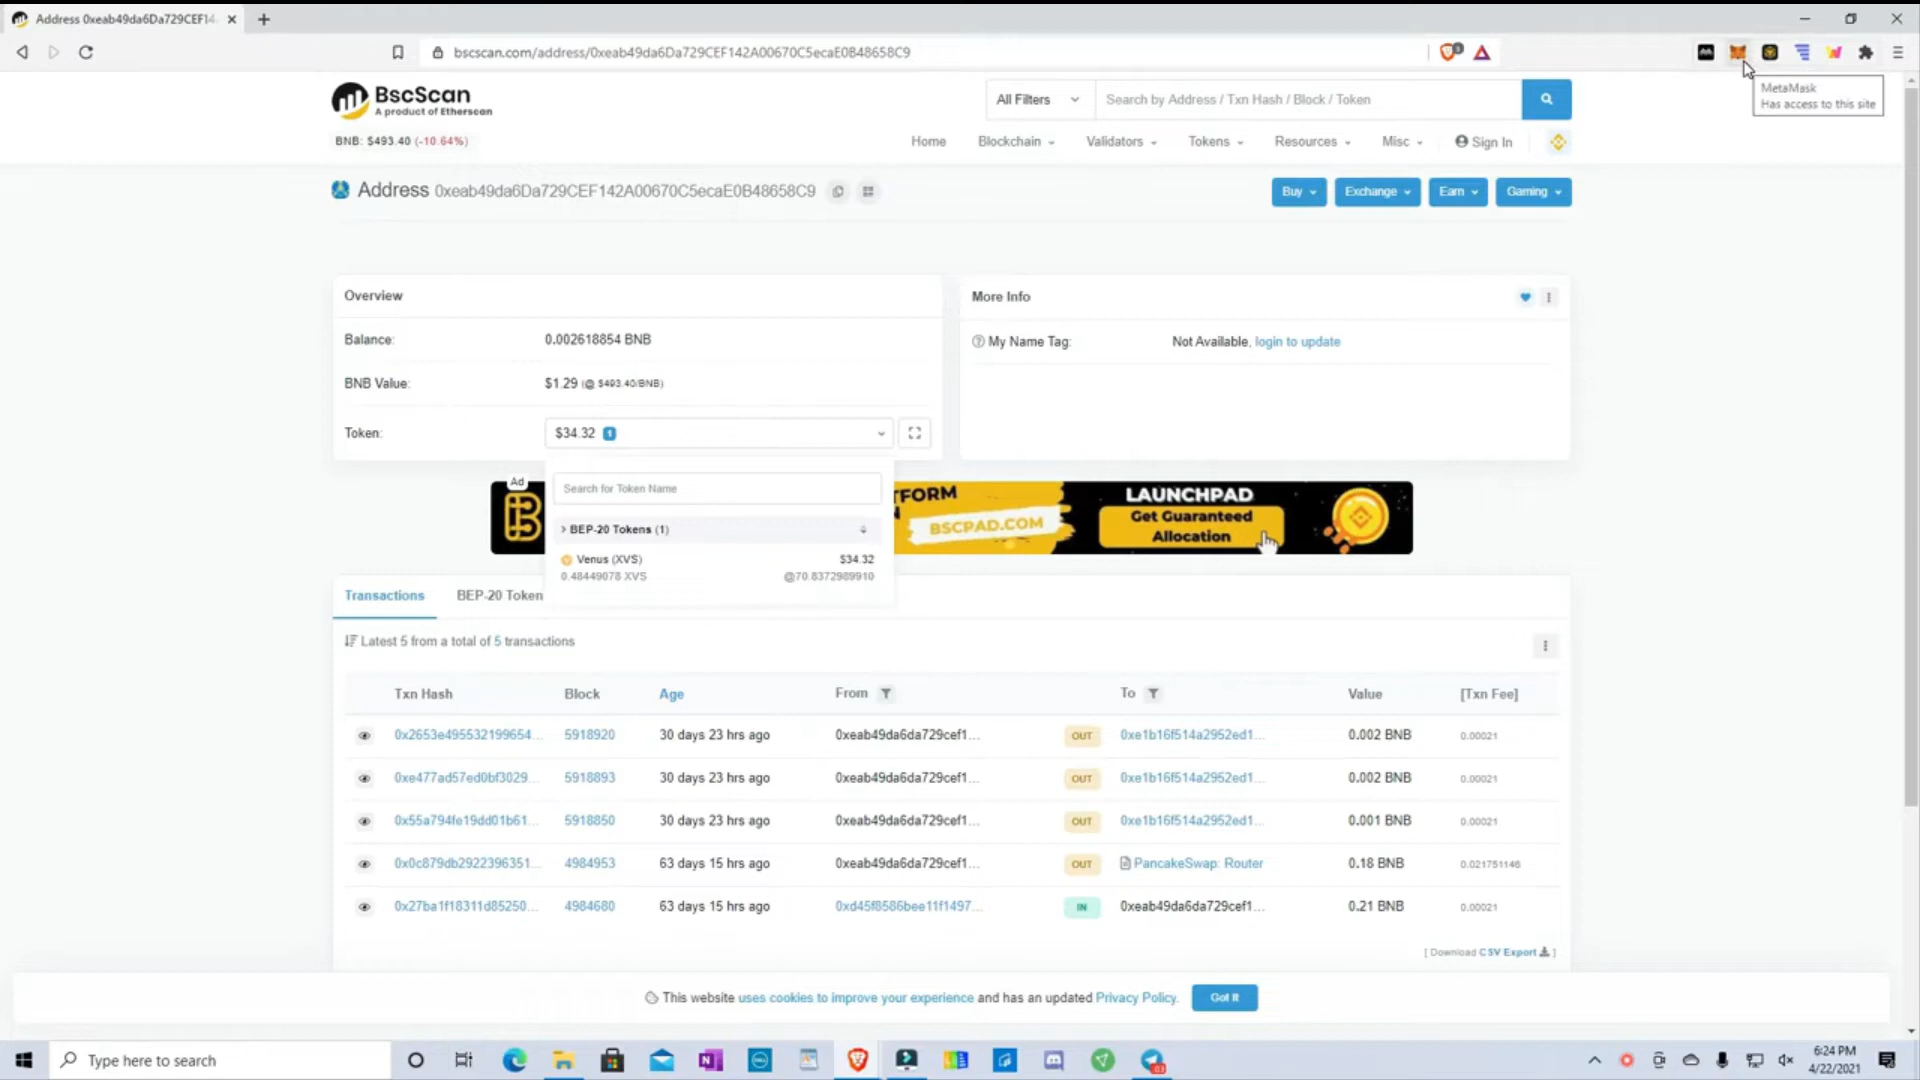 Address 0xeab49da6Da729CEF14
bscscan.com/address/0xeab49da6Da729CEF142A00670C5ecaE0B48658C9
MetaMask
Has access to this site
BscScan
A product of Etherscan
All Filters
Search by Address / Txn Hash / Block / Token
BNB: $493.40 (-10.64%)
Home Blockchain Validators Tokens Resources Misc Sign In
Address 0xeab49da6Da729CEF142A00670C5ecaE0B48658C9
Buy Exchange Earn Gaming
Overview
Balance: 0.002618854 BNB
BNB Value: $1.29 (@ $493.40/BNB)
Token: $34.32 1
More Info
My Name Tag: Not Available, login to update
Search for Token Name
BEP-20 Tokens (1)
Venus (XVS) $34.32
0.48449078 XVS @70.8372989910
Ad
TFORM
BSCPAD.COM
LAUNCHPAD
Get Guaranteed
Allocation
Transactions BEP-20 Token
Latest 5 from a total of 5 transactions
Txn Hash Block Age From To Value [Txn Fee]
0x2653e495532199654... 5918920 30 days 23 hrs ago 0xeab49da6da729cef1... OUT 0xe1b16f514a2952ed1... 0.002 BNB 0.00021
0xe477ad57ed0bf3029... 5918893 30 days 23 hrs ago 0xeab49da6da729cef1... OUT 0xe1b16f514a2952ed1... 0.002 BNB 0.00021
0x55a794fe19dd01b61... 5918850 30 days 23 hrs ago 0xeab49da6da729cef1... OUT 0xe1b16f514a2952ed1... 0.001 BNB 0.00021
0x0c879db2922396351... 4984953 63 days 15 hrs ago 0xeab49da6da729cef1... OUT PancakeSwap: Router 0.18 BNB 0.021751146
0x27ba1f18311d85250... 4984680 63 days 15 hrs ago 0xd45f8586bee11f1497... IN 0xeab49da6da729cef1... 0.21 BNB 0.00021
[ Download CSV Export ]
This website uses cookies to improve your experience and has an updated Privacy Policy. Got It
Type here to search
6:24 PM
4/22/2021